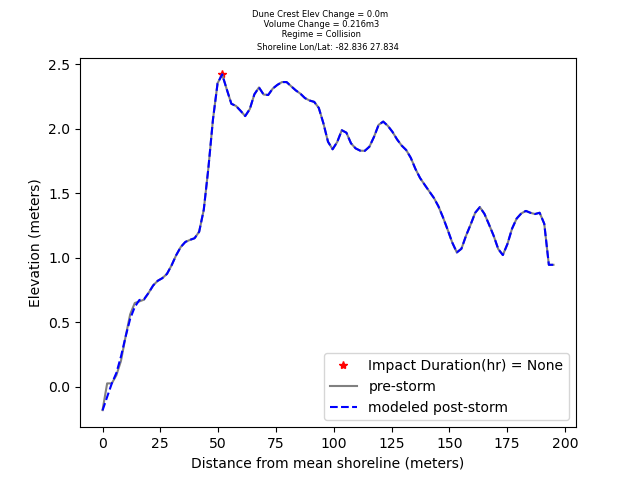 Dune Crest Elev Change = 0.0m
Volume Change = 0.216m3
Regime = Collision
Shoreline Lon/Lat: -82.836 27.834
2.5
2.0
1.5
1.0
0.5
0.0
Elevation (meters)
Impact Duration(hr) = None
pre-storm
modeled post-storm
0 25 50 75 100 125 150 175 200
Distance from mean shoreline (meters)